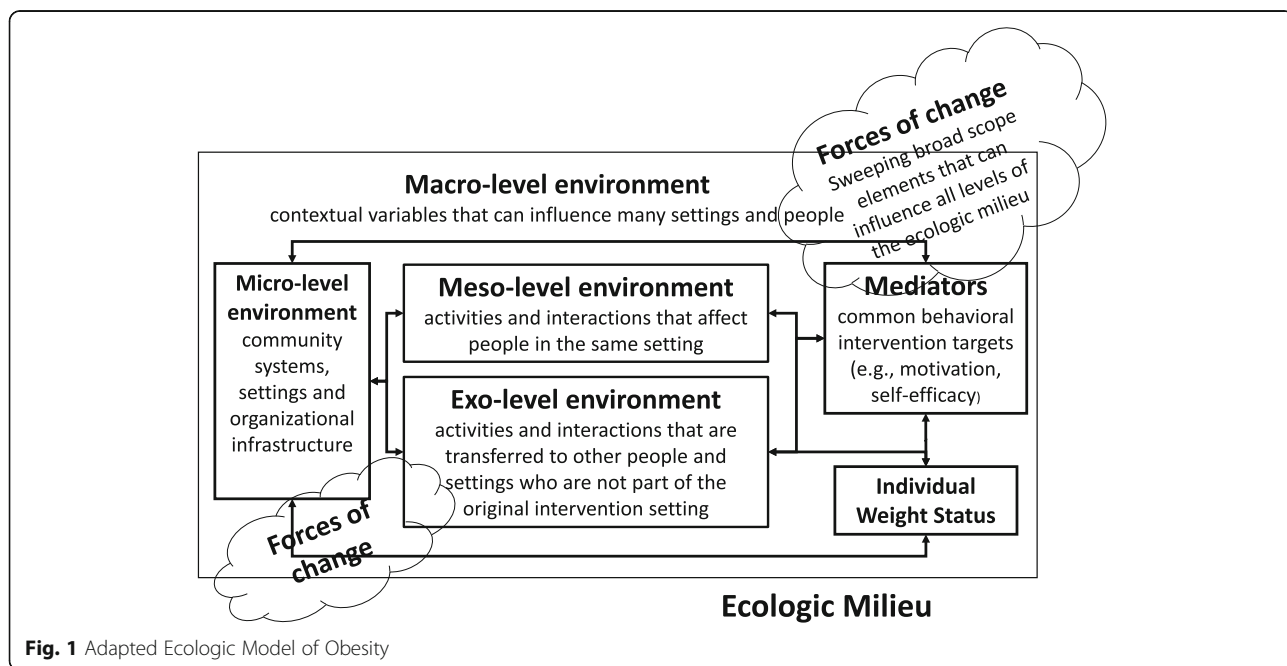 Forces of change
Sweeping broad scope
elements that can
influence all levels of
the ecologic milieu
Macro-level environment
contextual variables that can influence many settings and people
Micro-level
environment
community
systems,
settings and
organizational
infrastructure
Meso-level environment
activities and interactions that affect
people in the same setting
Exo-level environment
activities and interactions that are
transferred to other people and
settings who are not part of the
original intervention setting
Mediators
common behavioral
intervention targets
(e.g., motivation,
self-efficacy)
Individual
Weight Status
Forces of
change
Ecologic Milieu
Fig. 1 Adapted Ecologic Model of Obesity